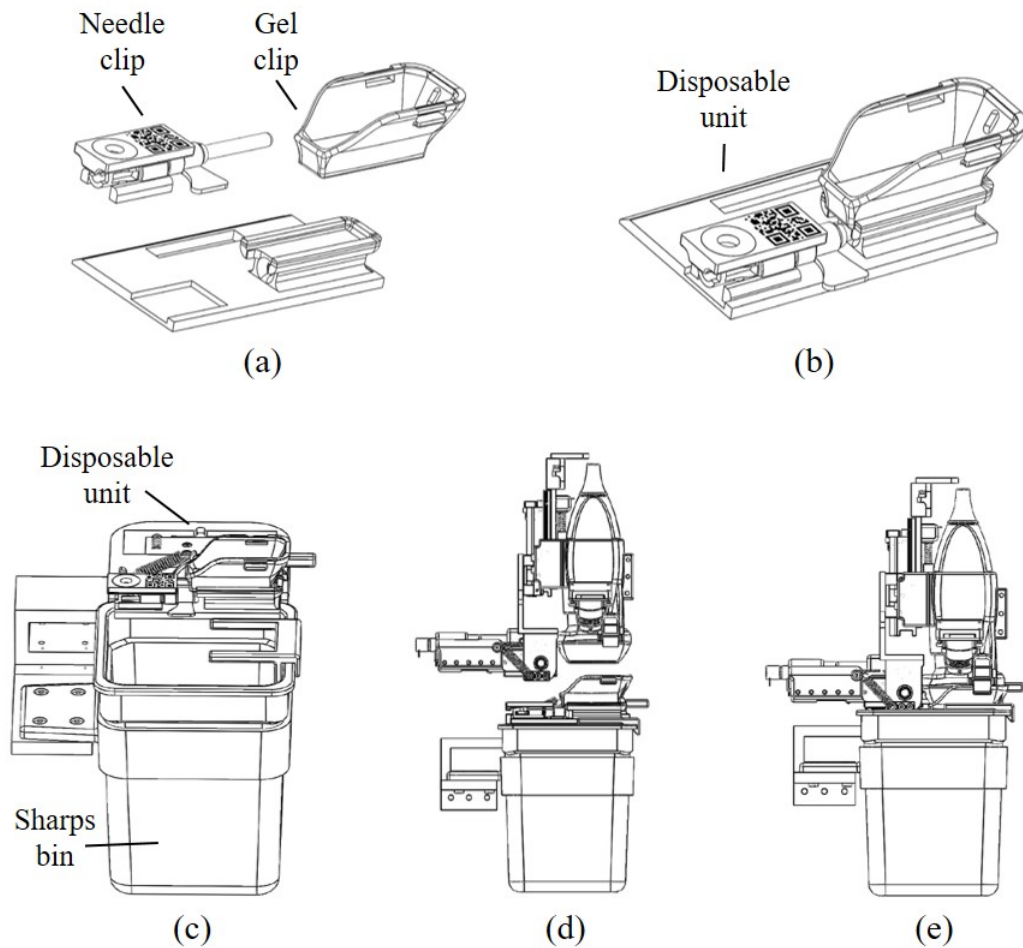 Needle
clip
Gel
clip
Disposable
unit
(a)
(b)
Disposable
unit
Sharps
bin
(c)
(d)
(e)